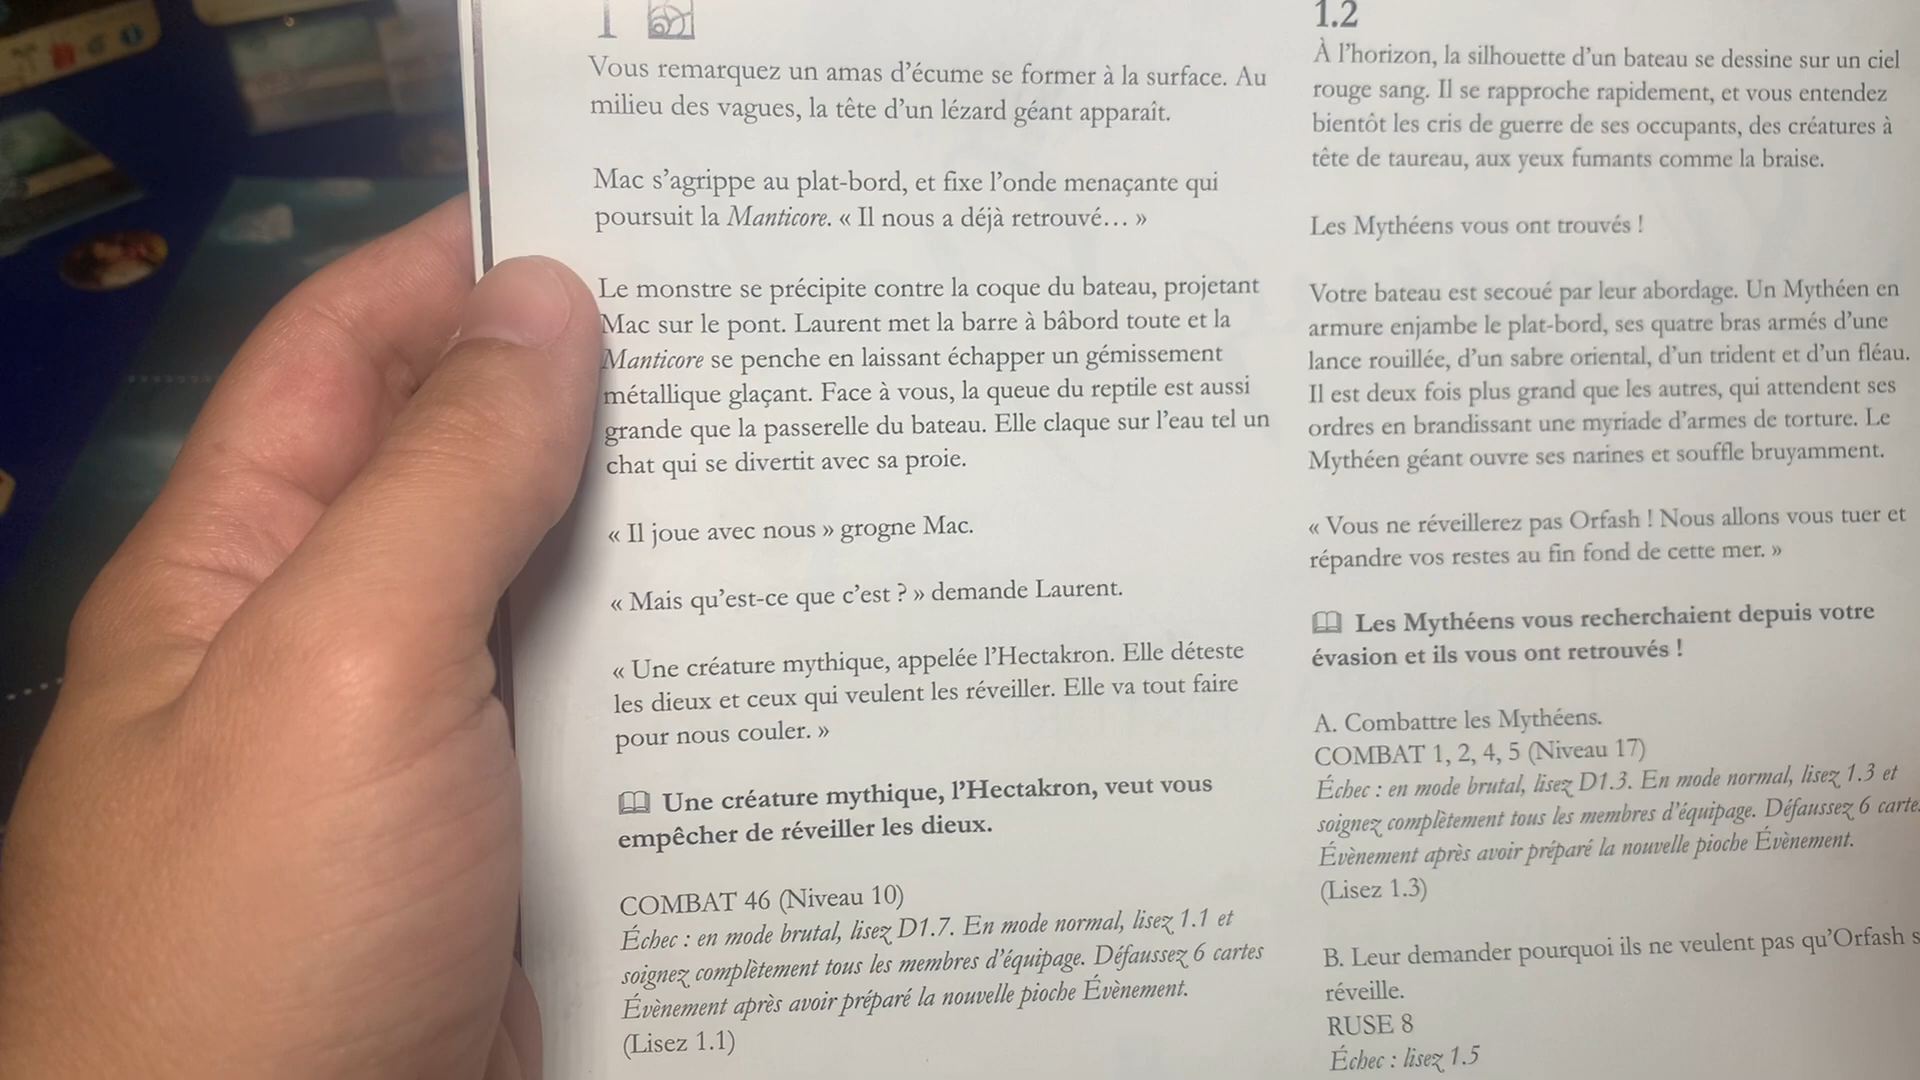 1
Vous remarquez un amas d'écume se former à la surface. Au
milieu des vagues, la tête d'un lézard géant apparaît.
Mac s'agrippe au plat-bord, et fixe l'onde menaçante qui
poursuit la Manticore. « Il nous a déjà retrouvé… »
Le monstre se précipite contre la coque du bateau, projetant
Mac sur le pont. Laurent met la barre à bâbord toute et la
Manticore se penche en laissant échapper un gémissement
métallique glaçant. Face à vous, la queue du reptile est aussi
grande que la passerelle du bateau. Elle claque sur l'eau tel un
chat qui se divertit avec sa proie.
« Il joue avec nous » grogne Mac.
« Mais qu'est-ce que c'est ? » demande Laurent.
« Une créature mythique, appelée l'Hectakron. Elle déteste
les dieux et ceux qui veulent les réveiller. Elle va tout faire
pour nous couler. »
Une créature mythique, l'Hectakron, veut vous
empêcher de réveiller les dieux.
COMBAT 46 (Niveau 10)
Échec : en mode brutal, lisez D1.7. En mode normal, lisez 1.1 et
soignez complètement tous les membres d'équipage. Défaussez 6 cartes
Évènement après avoir préparé la nouvelle pioche Évènement.
(Lisez 1.1)
1.2
À l'horizon, la silhouette d'un bateau se dessine sur un ciel
rouge sang. Il se rapproche rapidement, et vous entendez
bientôt les cris de guerre de ses occupants, des créatures à
tête de taureau, aux yeux fumants comme la braise.
Les Mythéens vous ont trouvés !
Votre bateau est secoué par leur abordage. Un Mythéen en
armure enjambe le plat-bord, ses quatre bras armés d'une
lance rouillée, d'un sabre oriental, d'un trident et d'un fléau.
Il est deux fois plus grand que les autres, qui attendent ses
ordres en brandissant une myriade d'armes de torture. Le
Mythéen géant ouvre ses narines et souffle bruyamment.
« Vous ne réveillerez pas Orfash ! Nous allons vous tuer et
répandre vos restes au fin fond de cette mer. »
Les Mythéens vous recherchaient depuis votre
évasion et ils vous ont retrouvés !
A. Combattre les Mythéens.
COMBAT 1, 2, 4, 5 (Niveau 17)
Échec : en mode brutal, lisez D1.3. En mode normal, lisez 1.3 et
soignez complètement tous les membres d'équipage. Défaussez 6 carte
Évènement après avoir préparé la nouvelle pioche Évènement.
(Lisez 1.3)
B. Leur demander pourquoi ils ne veulent pas qu'Orfash s
réveille.
RUSE 8
Échec : lisez 1.5